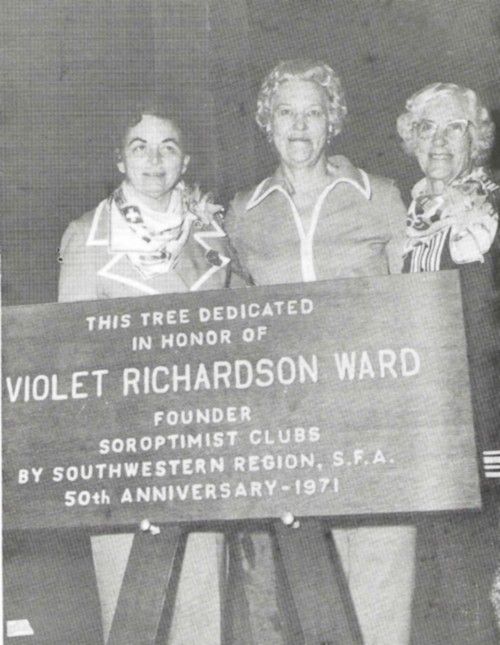 THIS TREE DEDICATED
IN HONOR OF
VIOLET RICHARDSON WARD
FOUNDER
SOROPTIMIST CLUBS
BY SOUTHWESTERN REGION, S.F.A.
50th ANNIVERSARY-1971